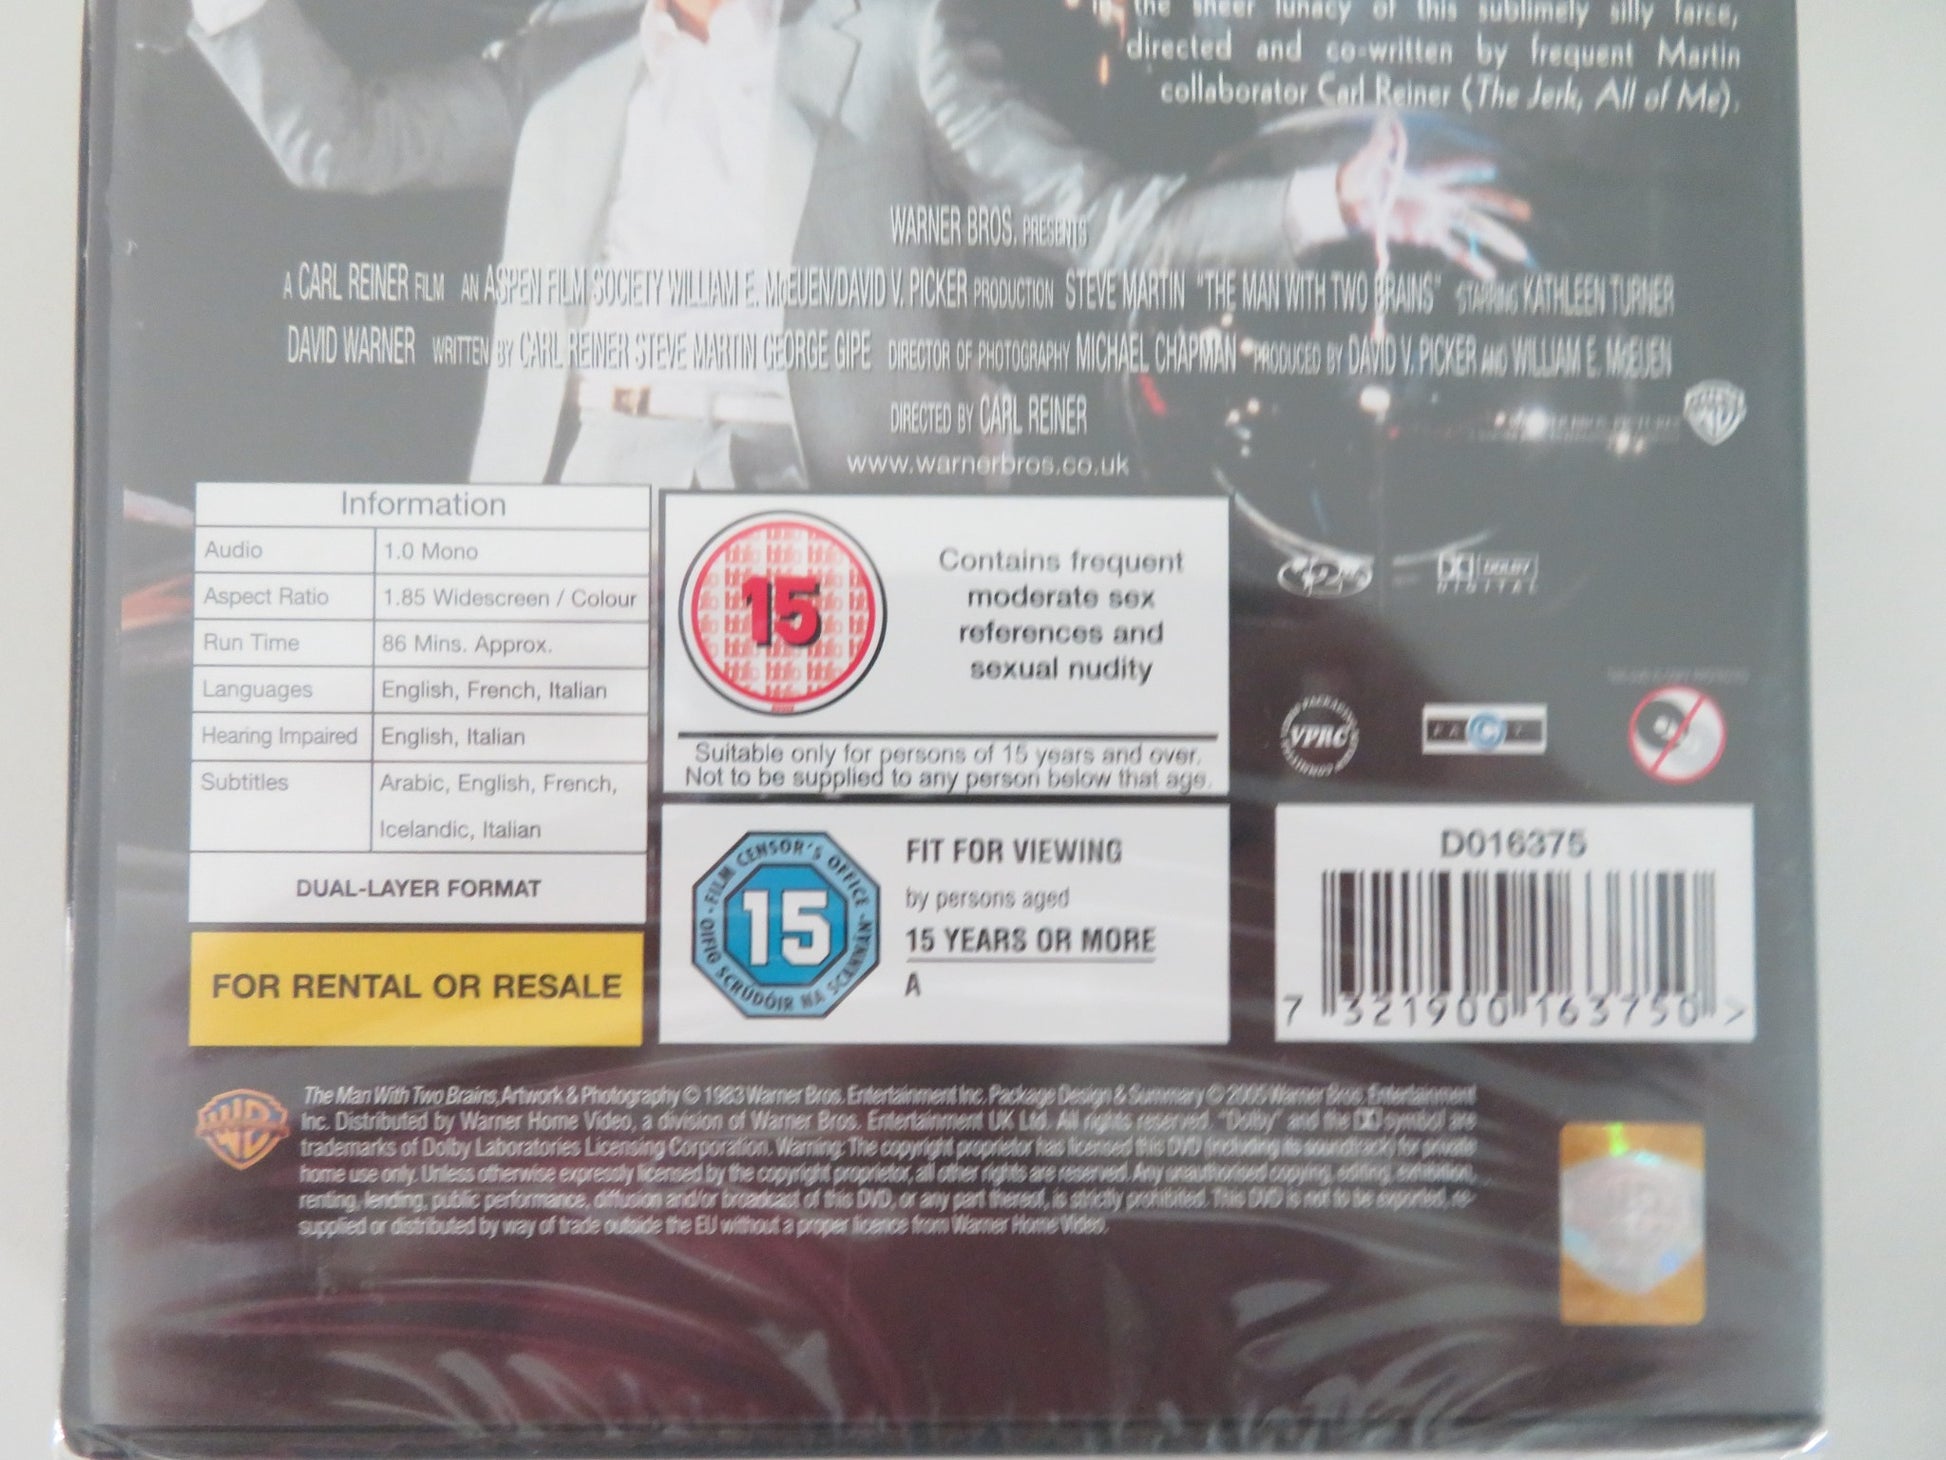 the sheer lunacy of this sublimely silly farce,
directed and co-written by frequent Martin
collaborator Carl Reiner (The Jerk, All of Me).
WARNER BROS. PRESENTS
A CARL REINER FILM AN ASPEN FILM SOCIETY WILLIAM E. McEUEN/DAVID V. PICKER PRODUCTION STEVE MARTIN "THE MAN WITH TWO BRAINS" STARRING KATHLEEN TURNER
DAVID WARNER WRITTEN BY CARL REINER STEVE MARTIN GEORGE GIPE DIRECTOR OF PHOTOGRAPHY MICHAEL CHAPMAN PRODUCED BY DAVID V. PICKER AND WILLIAM E. McEUEN
DIRECTED BY CARL REINER
www.warnerbros.co.uk
Information
Audio 1.0 Mono
Aspect Ratio 1.85 Widescreen / Colour
Run Time 86 Mins. Approx.
Languages English, French, Italian
Hearing Impaired English, Italian
Subtitles Arabic, English, French,
Icelandic, Italian
DUAL-LAYER FORMAT
FOR RENTAL OR RESALE
15
Contains frequent
moderate sex
references and
sexual nudity
Suitable only for persons of 15 years and over.
Not to be supplied to any person below that age.
FILM CENSOR'S OFFICE
15
OIFIG SCRÚDÓIR NA SCANNÁN
FIT FOR VIEWING
by persons aged
15 YEARS OR MORE
A
2
DOLBY
DIGITAL
VPRC
FACT
D016375
7 321900 163750 >
The Man With Two Brains, Artwork & Photography © 1983 Warner Bros. Entertainment Inc. Package Design & Summary © 2005 Warner Bros. Entertainment
Inc. Distributed by Warner Home Video, a division of Warner Bros. Entertainment UK Ltd. All rights reserved. "Dolby" and the symbol are
trademarks of Dolby Laboratories Licensing Corporation. Warning: The copyright proprietor has licensed this DVD (including its soundtrack) for private
home use only. Unless otherwise expressly licensed by the copyright proprietor, all other rights are reserved. Any unauthorised copying, editing, exhibition,
renting, lending, public performance, diffusion and/or broadcast of this DVD, or any part thereof, is strictly prohibited. This DVD is not to be exported, re-
supplied or distributed by way of trade outside the EU without a proper licence from Warner Home Video.